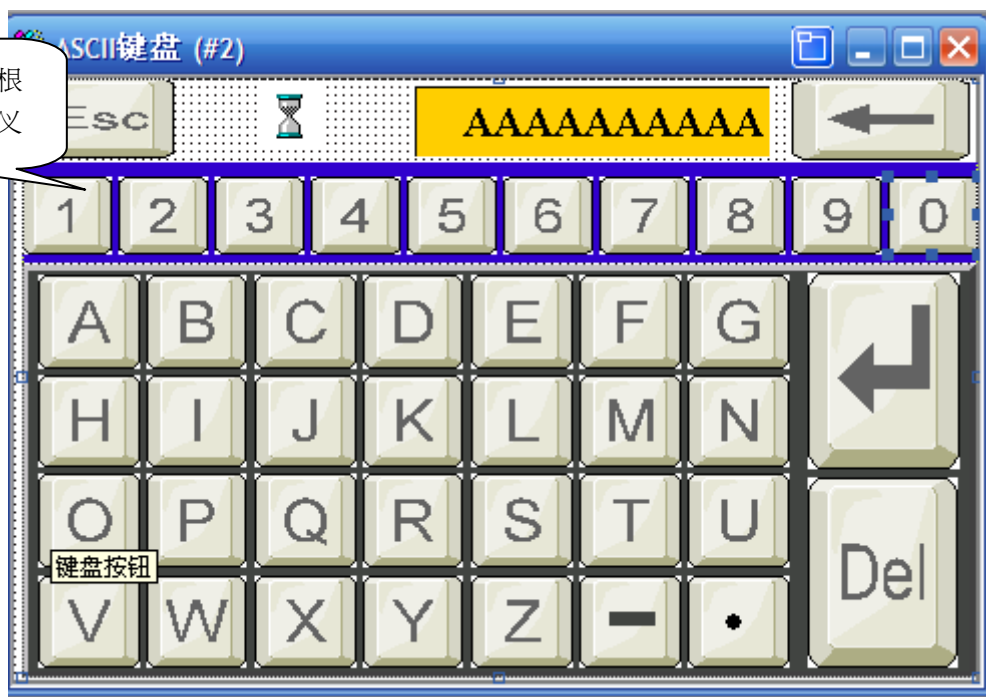 ASCII键盘 (#2)
根
义
Esc
AAAAAAAAAA
1 2 3 4 5 6 7 8 9 0
A B C D E F G
H I J K L M N
O P Q R S T U
键盘按钮
V W X Y Z - .
Del